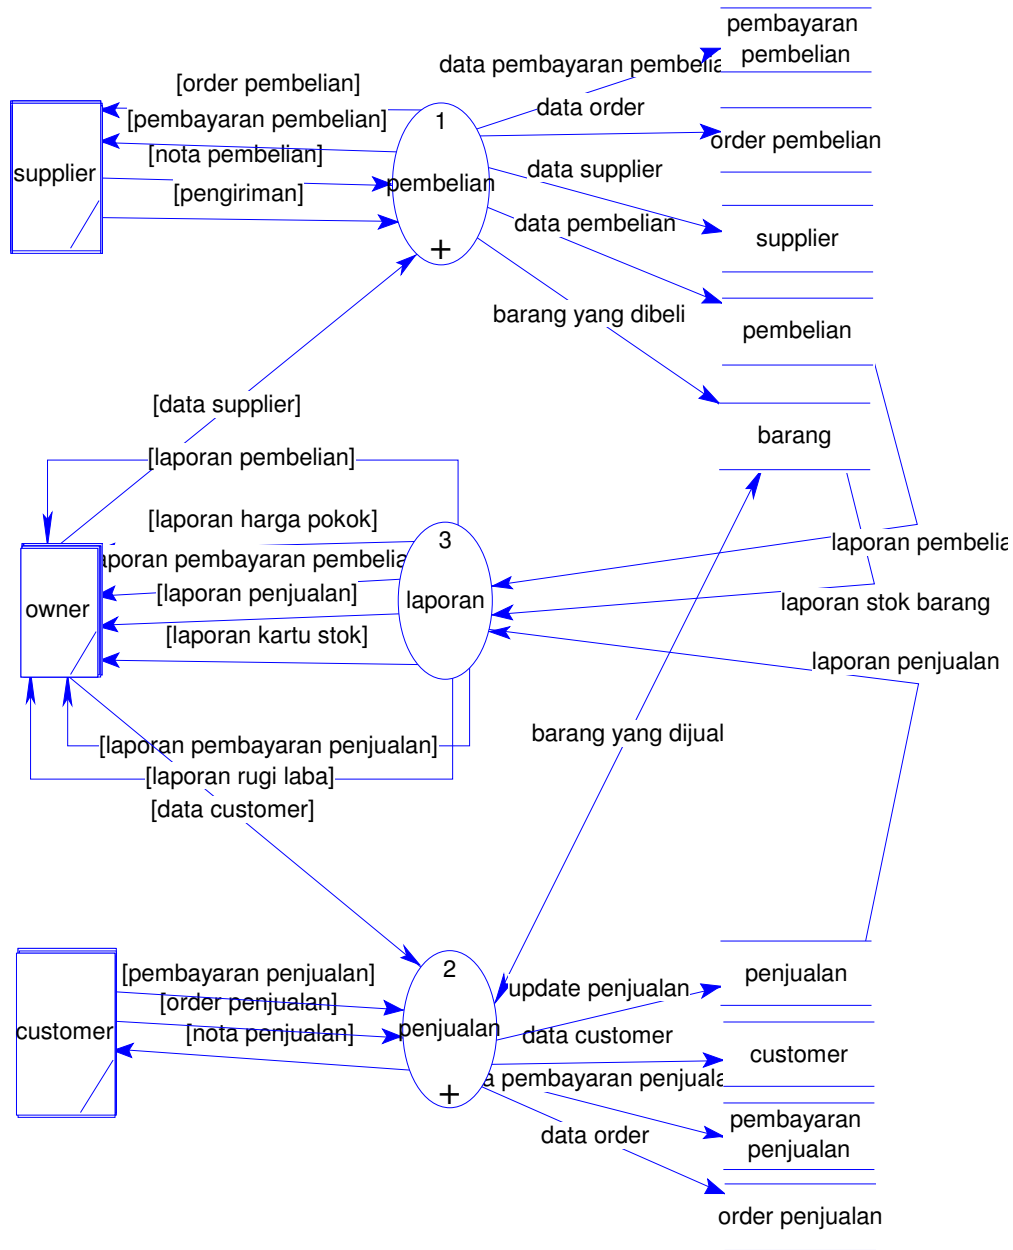 pembayaran
pembelian
data pembayaran pembelia
[order pembelian]
data order
[pembayaran pembelian]
1
order pembelian
[nota pembelian]
data supplier
supplier
pembelian
[pengiriman]
data pembelian
supplier
+
barang yang dibeli
pembelian
[data supplier]
barang
[laporan pembelian]
[laporan harga pokok]
3
laporan pembelia
aporan pembayaran pembelia
[laporan penjualan]
laporan
laporan stok barang
owner
[laporan kartu stok]
laporan penjualan
barang yang dijual
[laporan pembayaran penjualan]
[laporan rugi laba]
[data customer]
[pembayaran penjualan]
2
penjualan
update penjualan
[order penjualan]
customer
[nota penjualan]
penjualan
data customer
customer
a pembayaran penjuala
+
pembayaran
penjualan
data order
order penjualan